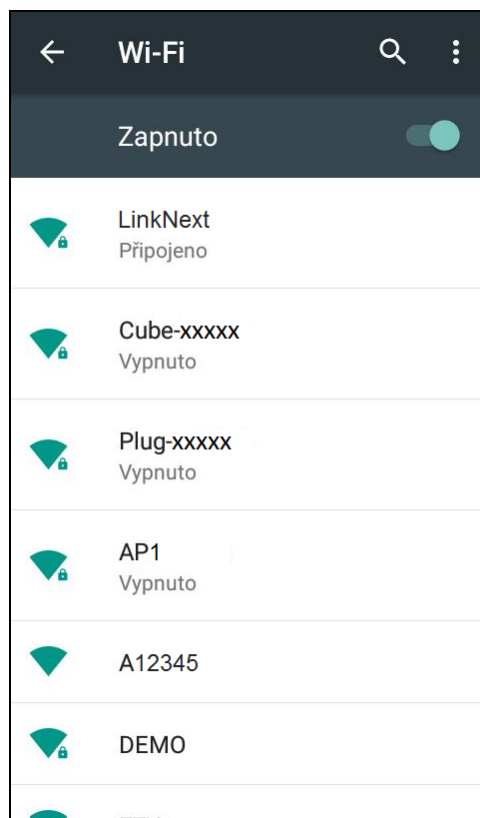 Wi-Fi
Zapnuto
LinkNext
Připojeno
Cube-xxxxx
Vypnuto
Plug-xxxxx
Vypnuto
AP1
Vypnuto
A12345
DEMO